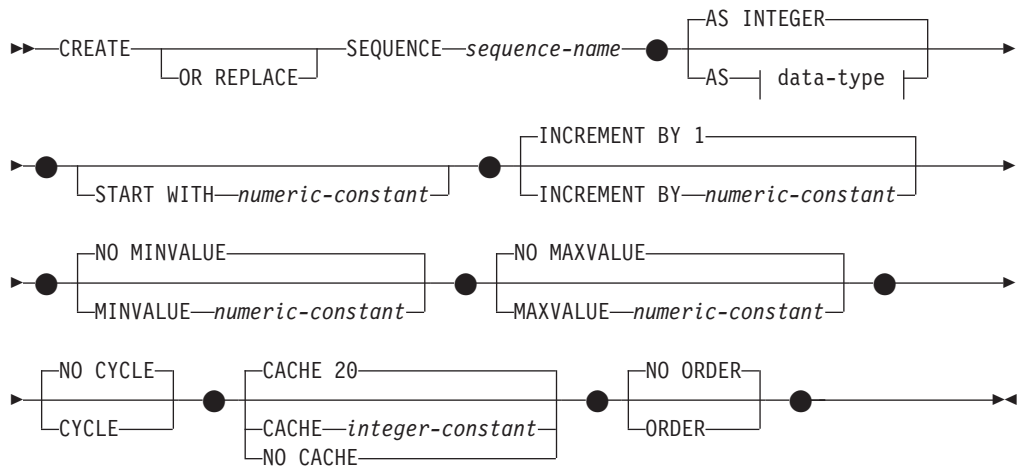 AS INTEGER
CREATE OR REPLACE SEQUENCE sequence-name AS data-type
INCREMENT BY 1
START WITH numeric-constant INCREMENT BY numeric-constant
NO MINVALUE NO MAXVALUE
MINVALUE numeric-constant MAXVALUE numeric-constant
NO CYCLE CACHE 20 NO ORDER
CYCLE CACHE integer-constant ORDER
NO CACHE